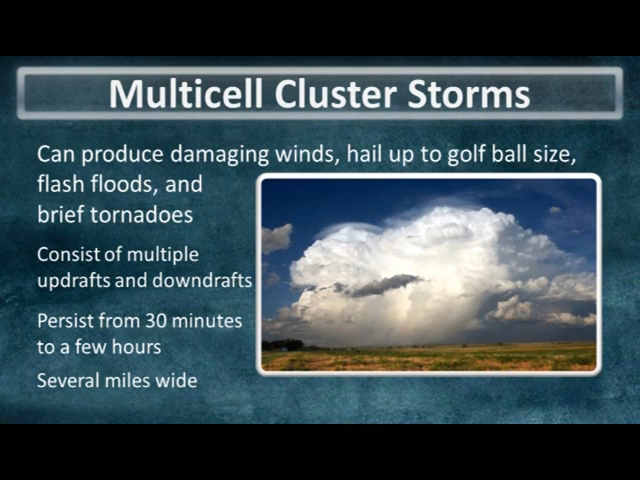 Multicell Cluster Storms
Can produce damaging winds, hail up to golf ball size,
flash floods, and
brief tornadoes
Consist of multiple
updrafts and downdrafts
Persist from 30 minutes
to a few hours
Several miles wide